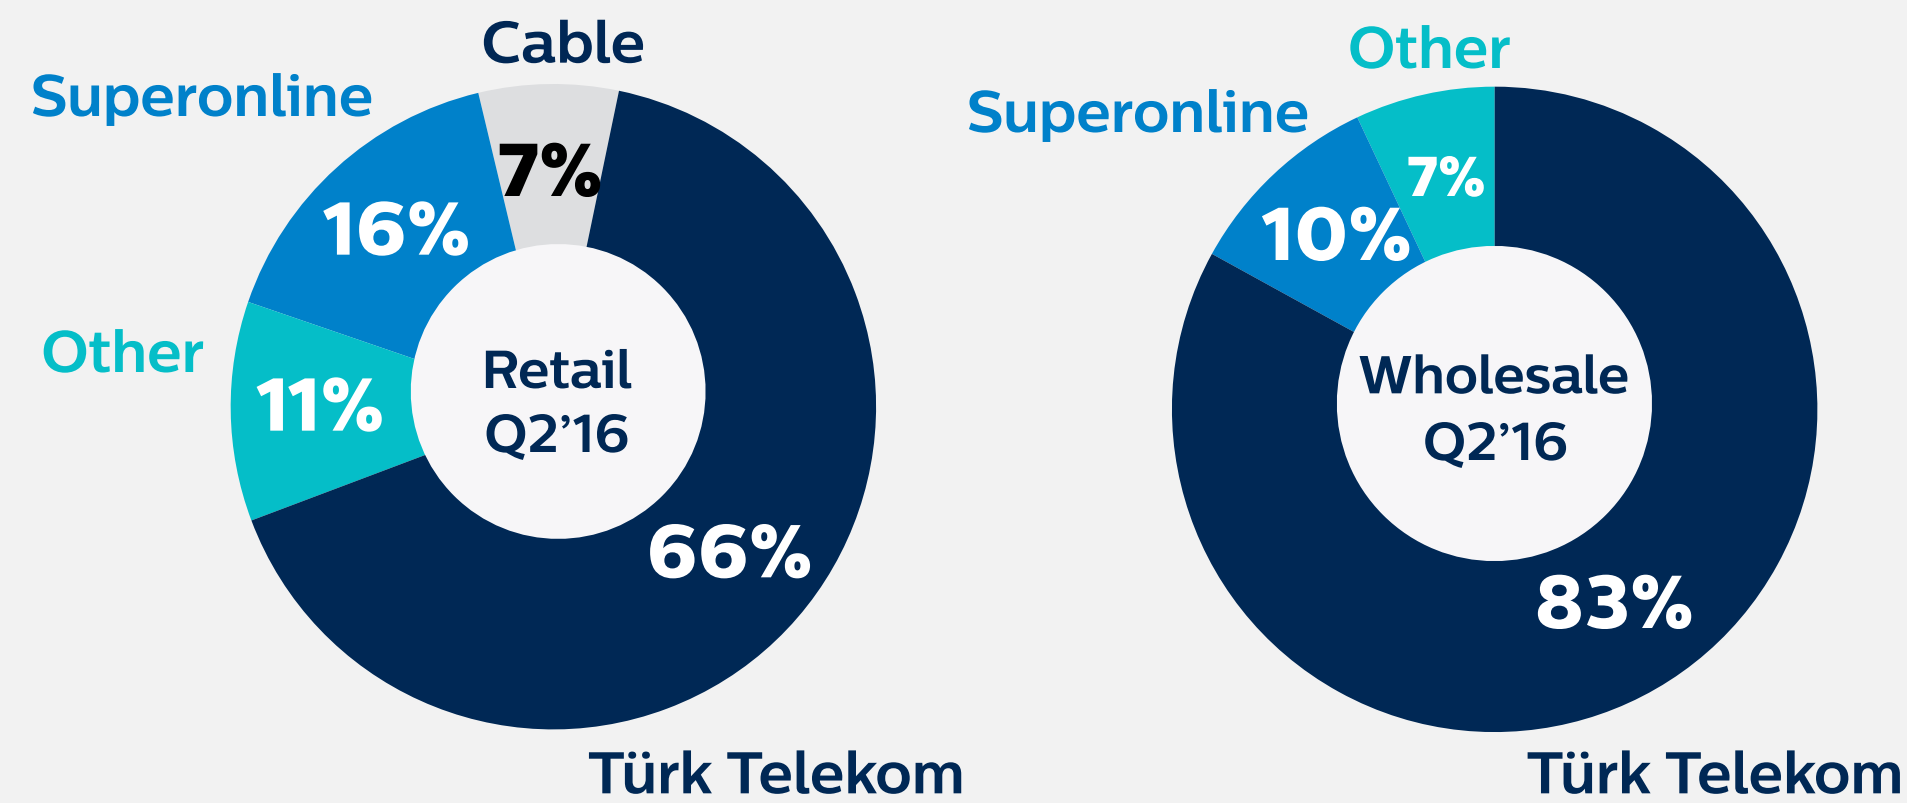 Cable
Superonline
7%
16%
Other
11%
Retail
Q2’16
66%
Türk Telekom
Other
Superonline
7%
10%
Wholesale
Q2’16
83%
Türk Telekom